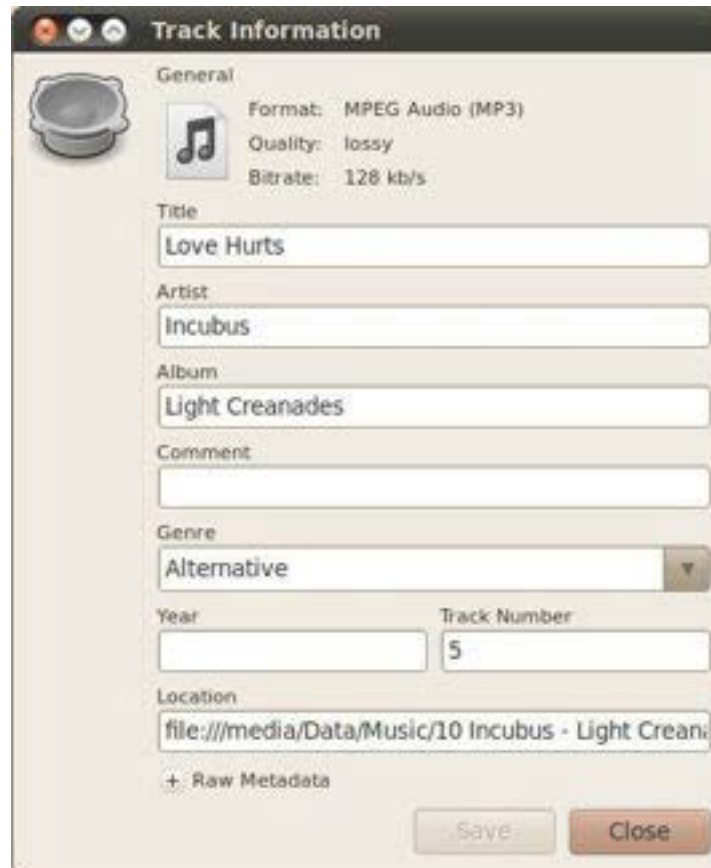 Track Information
General
Format: MPEG Audio (MP3)
Quality: lossy
Bitrate: 128 kb/s
Title
Love Hurts
Artist
Incubus
Album
Light Creanades
Comment
Genre
Alternative
Year Track Number
5
Location
file:///media/Data/Music/10 Incubus - Light Creana
+ Raw Metadata
Save Close